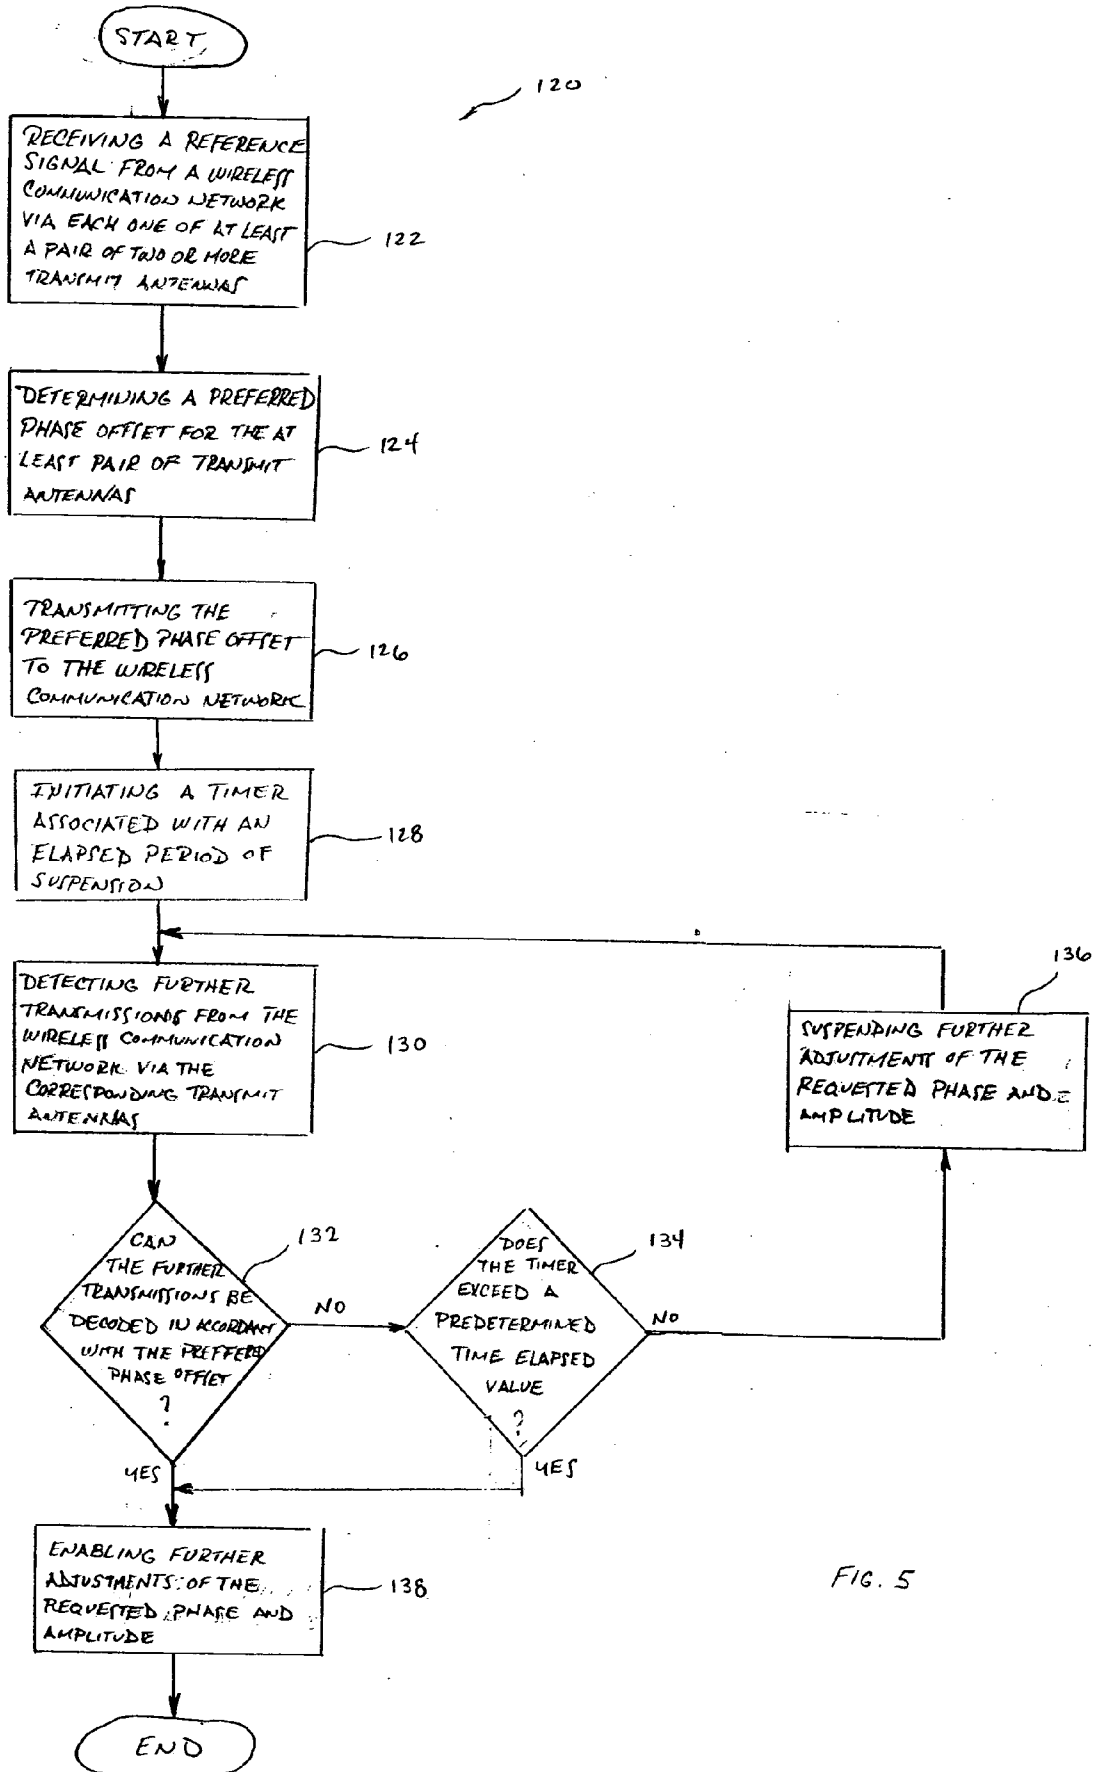 START
120
RECEIVING A REFERENCE
SIGNAL FROM A WIRELESS
COMMUNICATION NETWORK
VIA EACH ONE OF AT LEAST
A PAIR OF TWO OR MORE
TRANSMIT ANTENNAS
122
DETERMINING A PREFERRED
PHASE OFFSET FOR THE AT
LEAST PAIR OF TRANSMIT
ANTENNAS
124
TRANSMITTING THE
PREFERRED PHASE OFFSET
TO THE WIRELESS
COMMUNICATION NETWORK
126
INITIATING A TIMER
ASSOCIATED WITH AN
ELAPSED PERIOD OF
SUSPENSION
128
DETECTING FURTHER
TRANSMISSIONS FROM THE
WIRELESS COMMUNICATION
NETWORK VIA THE
CORRESPONDING TRANSMIT
ANTENNAS
130
136
SUSPENDING FURTHER
ADJUSTMENTS OF THE
REQUESTED PHASE AND
AMPLITUDE
CAN
THE FURTHER
TRANSMISSIONS BE
DECODED IN ACCORDANT
WITH THE PREFFERED
PHASE OFFSET
?
132
NO
YES
DOES
THE TIMER
EXCEED A
PREDETERMINED
TIME ELAPSED
VALUE
?
134
NO
YES
ENABLING FURTHER
ADJUSTMENTS OF THE
REQUESTED PHASE AND
AMPLITUDE
138
END
FIG. 5